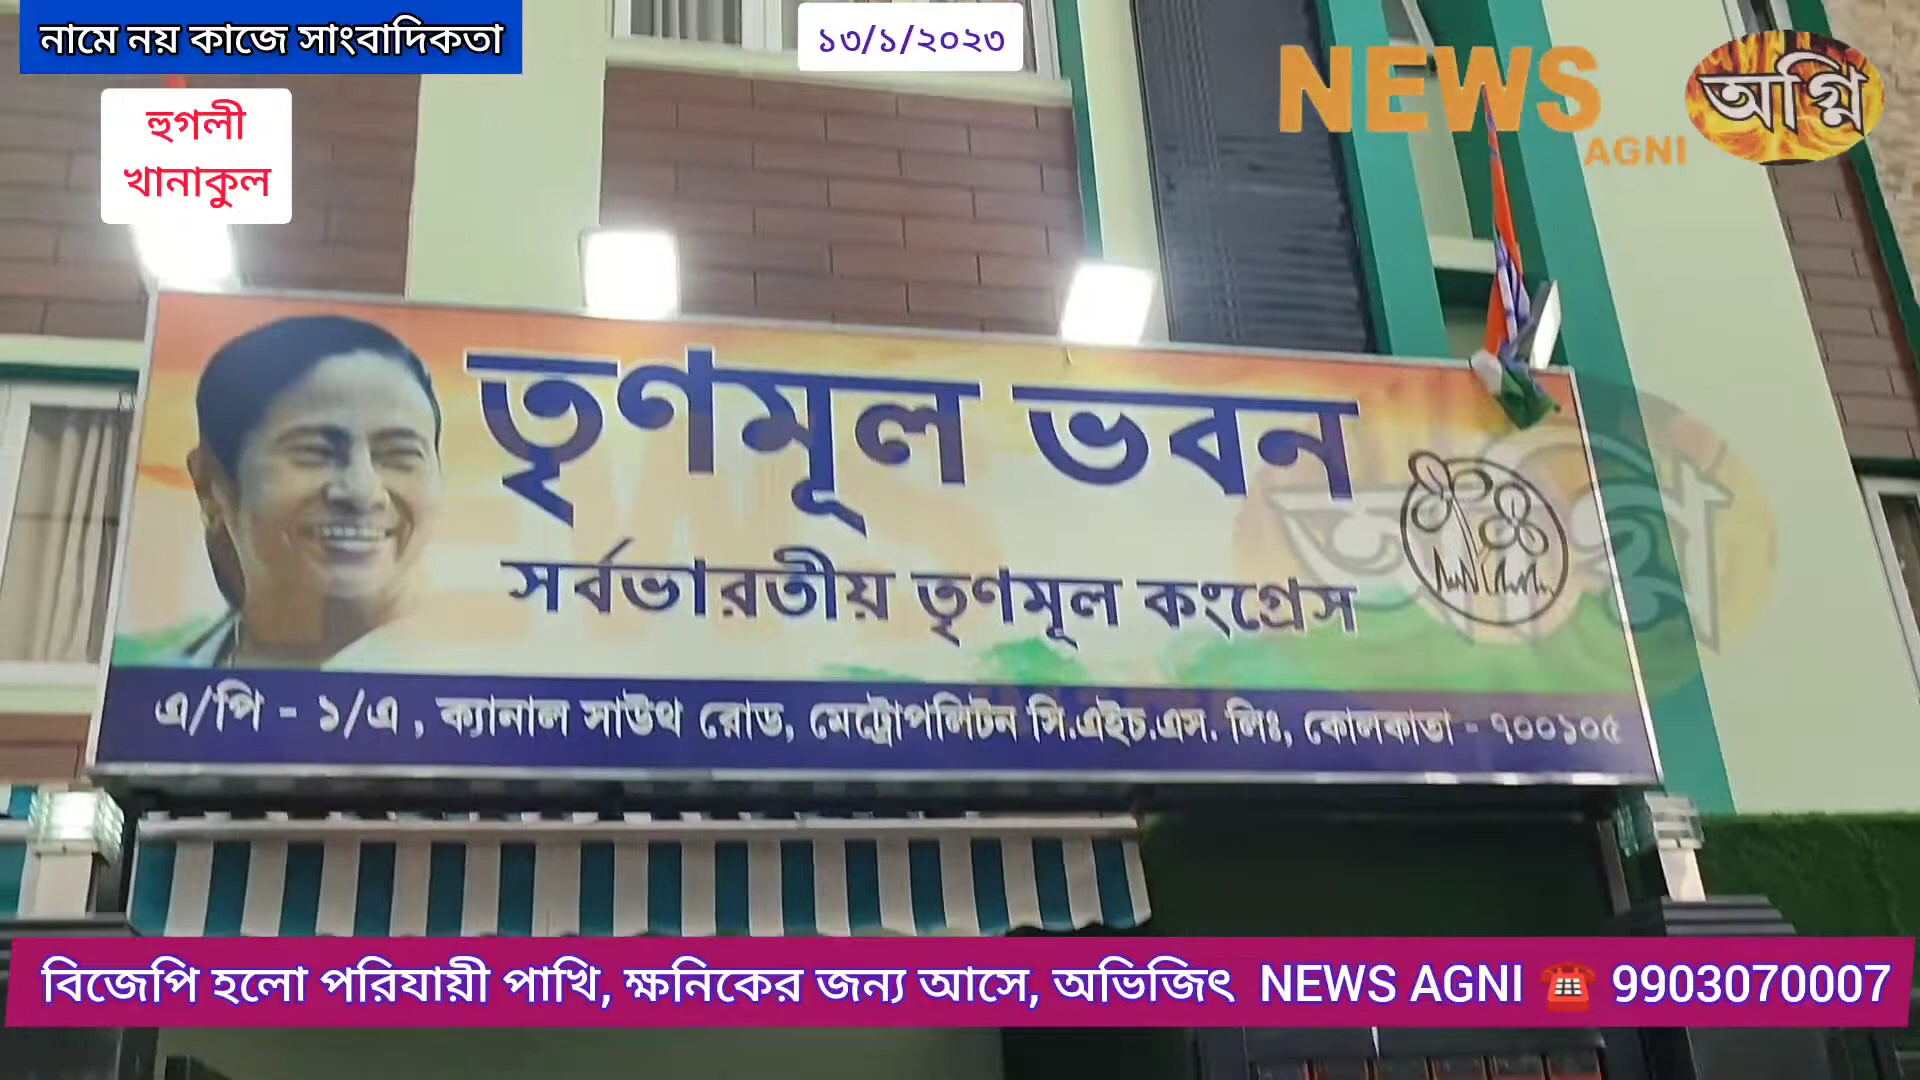 নামে নয় কাজে সাংবাদিকতা
১৩/১/২০২৩
NEWS
AGNI
অগ্নি
হুগলী
খানাকুল
তৃণমূল ভবন
সর্বভারতীয় তৃণমূল কংগ্রেস
এ/পি - ১/এ , ক্যানাল সাউথ রোড, মেট্রোপলিটন সি.এইচ.এস. লিঃ, কোলকাতা - ৭০০১০৫
বিজেপি হলো পরিযায়ী পাখি, ক্ষনিকের জন্য আসে, অভিজিৎ NEWS AGNI ☎️ 9903070007